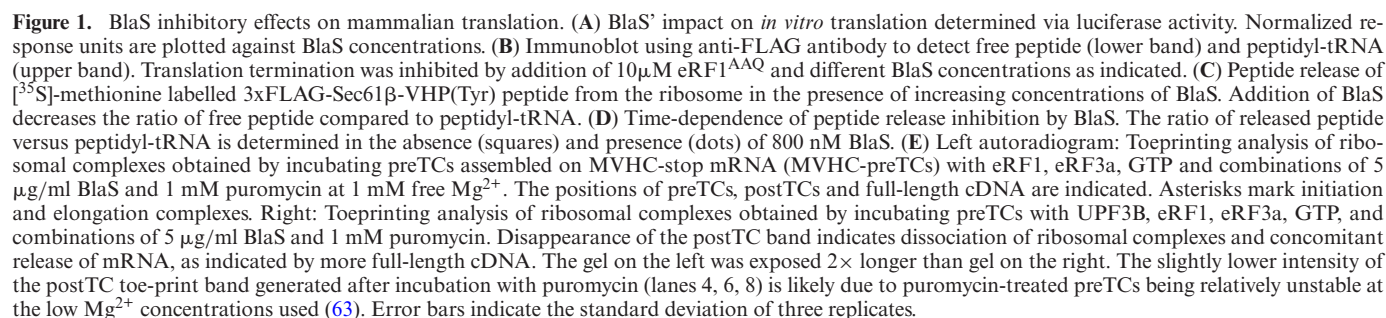 Figure 1. BlaS inhibitory effects on mammalian translation. (A) BlaS' impact on in vitro translation determined via luciferase activity. Normalized re-
sponse units are plotted against BlaS concentrations. (B) Immunoblot using anti-FLAG antibody to detect free peptide (lower band) and peptidyl-tRNA
(upper band). Translation termination was inhibited by addition of 10μM eRF1^AAQ and different BlaS concentrations as indicated. (C) Peptide release of
[³⁵S]-methionine labelled 3xFLAG-Sec61β-VHP(Tyr) peptide from the ribosome in the presence of increasing concentrations of BlaS. Addition of BlaS
decreases the ratio of free peptide compared to peptidyl-tRNA. (D) Time-dependence of peptide release inhibition by BlaS. The ratio of released peptide
versus peptidyl-tRNA is determined in the absence (squares) and presence (dots) of 800 nM BlaS. (E) Left autoradiogram: Toeprinting analysis of ribo-
somal complexes obtained by incubating preTCs assembled on MVHC-stop mRNA (MVHC-preTCs) with eRF1, eRF3a, GTP and combinations of 5
μg/ml BlaS and 1 mM puromycin at 1 mM free Mg²⁺. The positions of preTCs, postTCs and full-length cDNA are indicated. Asterisks mark initiation
and elongation complexes. Right: Toeprinting analysis of ribosomal complexes obtained by incubating preTCs with UPF3B, eRF1, eRF3a, GTP, and
combinations of 5 μg/ml BlaS and 1 mM puromycin. Disappearance of the postTC band indicates dissociation of ribosomal complexes and concomitant
release of mRNA, as indicated by more full-length cDNA. The gel on the left was exposed 2× longer than gel on the right. The slightly lower intensity of
the postTC toe-print band generated after incubation with puromycin (lanes 4, 6, 8) is likely due to puromycin-treated preTCs being relatively unstable at
the low Mg²⁺ concentrations used (63). Error bars indicate the standard deviation of three replicates.